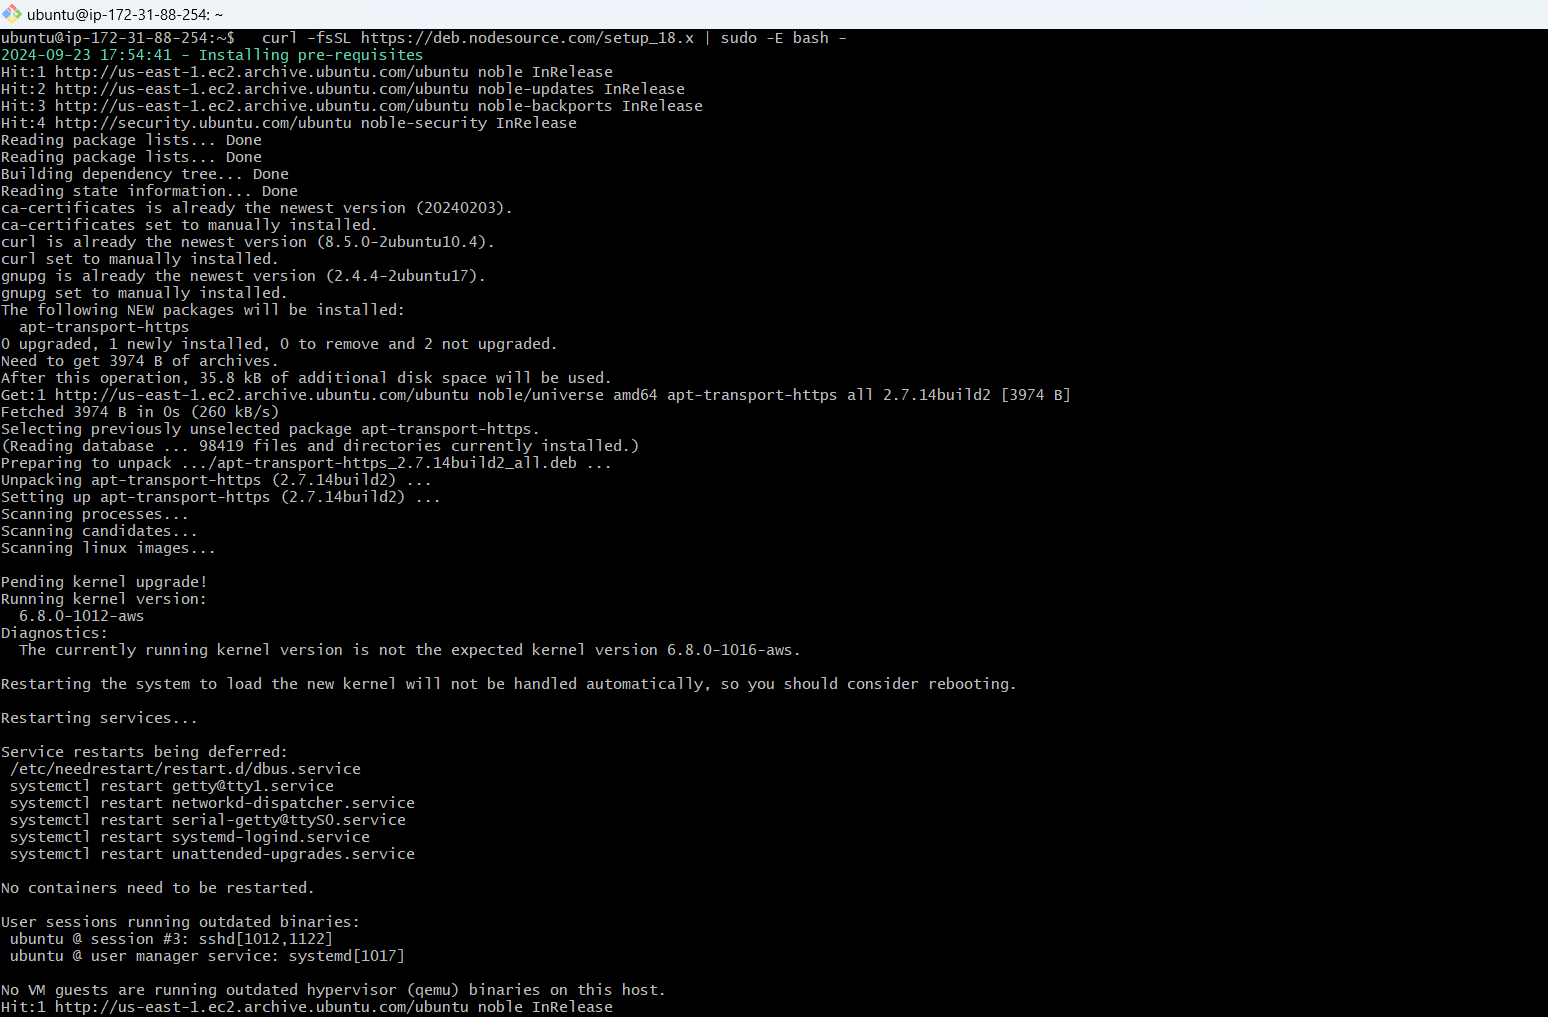 ubuntu@ip-172-31-88-254: ~
ubuntu@ip-172-31-88-254:~$   curl -fsSL https://deb.nodesource.com/setup_18.x | sudo -E bash -
2024-09-23 17:54:41 - Installing pre-requisites
Hit:1 http://us-east-1.ec2.archive.ubuntu.com/ubuntu noble InRelease
Hit:2 http://us-east-1.ec2.archive.ubuntu.com/ubuntu noble-updates InRelease
Hit:3 http://us-east-1.ec2.archive.ubuntu.com/ubuntu noble-backports InRelease
Hit:4 http://security.ubuntu.com/ubuntu noble-security InRelease
Reading package lists... Done
Reading package lists... Done
Building dependency tree... Done
Reading state information... Done
ca-certificates is already the newest version (20240203).
ca-certificates set to manually installed.
curl is already the newest version (8.5.0-2ubuntu10.4).
curl set to manually installed.
gnupg is already the newest version (2.4.4-2ubuntu17).
gnupg set to manually installed.
The following NEW packages will be installed:
  apt-transport-https
0 upgraded, 1 newly installed, 0 to remove and 2 not upgraded.
Need to get 3974 B of archives.
After this operation, 35.8 kB of additional disk space will be used.
Get:1 http://us-east-1.ec2.archive.ubuntu.com/ubuntu noble/universe amd64 apt-transport-https all 2.7.14build2 [3974 B]
Fetched 3974 B in 0s (260 kB/s)
Selecting previously unselected package apt-transport-https.
(Reading database ... 98419 files and directories currently installed.)
Preparing to unpack .../apt-transport-https_2.7.14build2_all.deb ...
Unpacking apt-transport-https (2.7.14build2) ...
Setting up apt-transport-https (2.7.14build2) ...
Scanning processes...
Scanning candidates...
Scanning linux images...

Pending kernel upgrade!
Running kernel version:
  6.8.0-1012-aws
Diagnostics:
  The currently running kernel version is not the expected kernel version 6.8.0-1016-aws.

Restarting the system to load the new kernel will not be handled automatically, so you should consider rebooting.

Restarting services...

Service restarts being deferred:
 /etc/needrestart/restart.d/dbus.service
 systemctl restart getty@tty1.service
 systemctl restart networkd-dispatcher.service
 systemctl restart serial-getty@ttyS0.service
 systemctl restart systemd-logind.service
 systemctl restart unattended-upgrades.service

No containers need to be restarted.

User sessions running outdated binaries:
 ubuntu @ session #3: sshd[1012,1122]
 ubuntu @ user manager service: systemd[1017]

No VM guests are running outdated hypervisor (qemu) binaries on this host.
Hit:1 http://us-east-1.ec2.archive.ubuntu.com/ubuntu noble InRelease